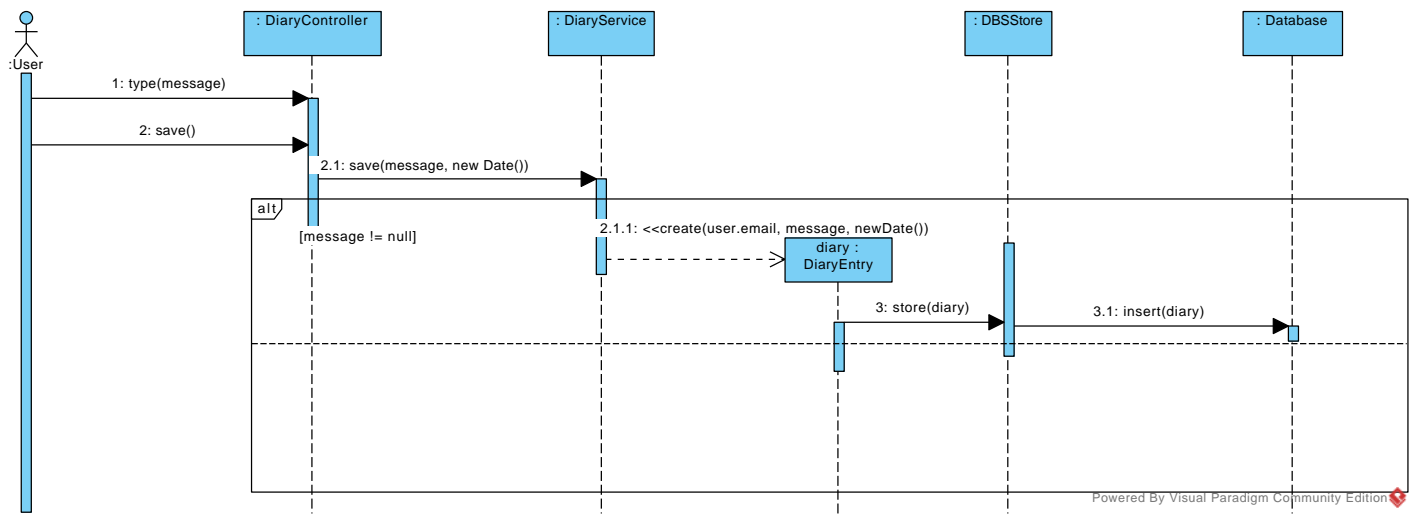 : DiaryController
: DiaryService
: DBSStore
: Database
:User
1: type(message)
2: save()
2.1: save(message, new Date())
alt
[message != null]
2.1.1: <<create(user.email, message, newDate())
diary :
DiaryEntry
3: store(diary)
3.1: insert(diary)
Powered By Visual Paradigm Community Edition